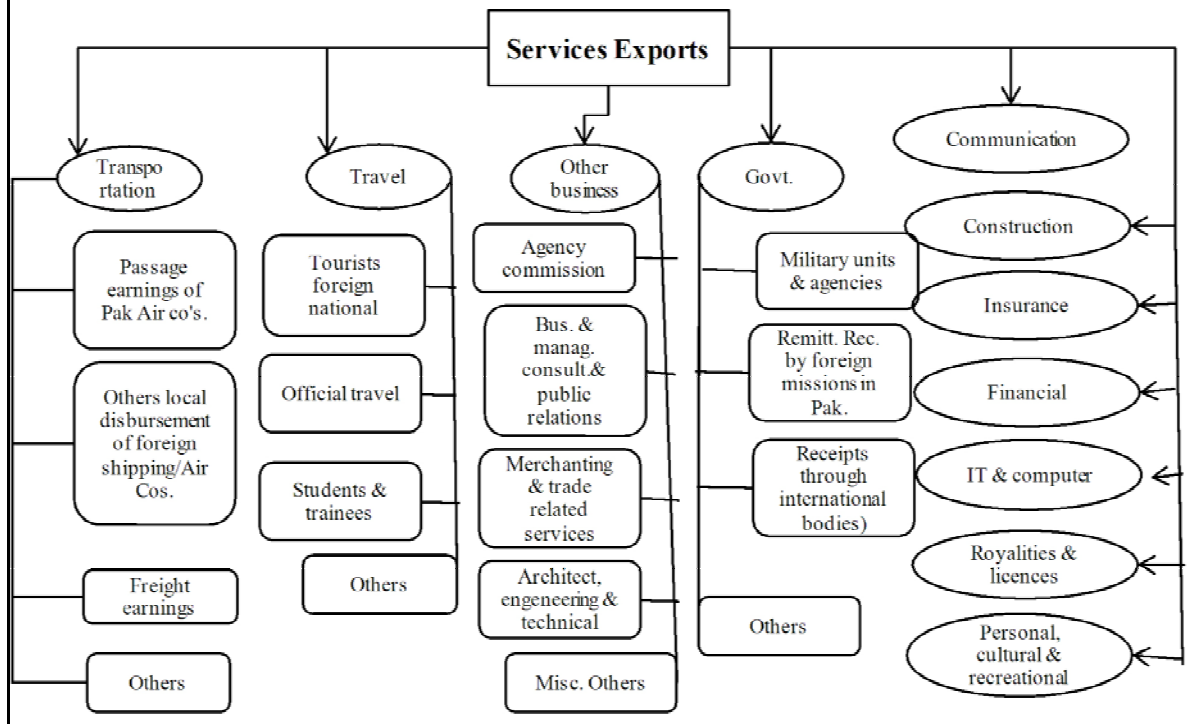 Services Exports
Transpo
rtation
Passage
earnings of
Pak Air co's.
Others local
disbursement
of foreign
shipping/Air
Cos.
Freight
earnings
Others
Travel
Tourists
foreign
national
Official travel
Students &
trainees
Others
Other
business
Agency
commission
Bus. &
manag.
consult &
public
relations
Merchanting
& trade
related
services
Architect,
engeneering &
technical
Misc. Others
Govt.
Military units
& agencies
Remitt. Rec.
by foreign
missions in
Pak.
Receipts
through
international
bodies)
Others
Communication
Construction
Insurance
Financial
IT & computer
Royalities &
licences
Personal,
cultural &
recreational